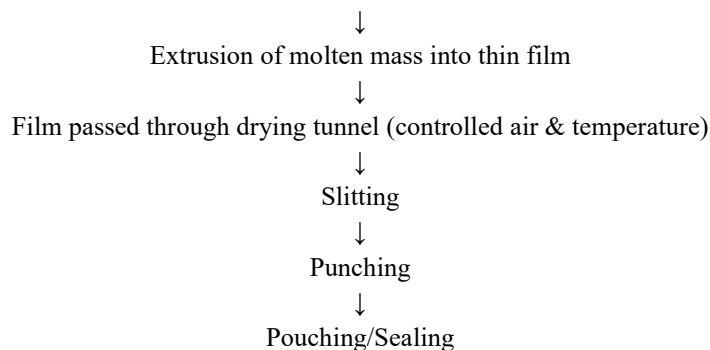 ↓
Extrusion of molten mass into thin film
↓
Film passed through drying tunnel (controlled air & temperature)
↓
Slitting
↓
Punching
↓
Pouching/Sealing